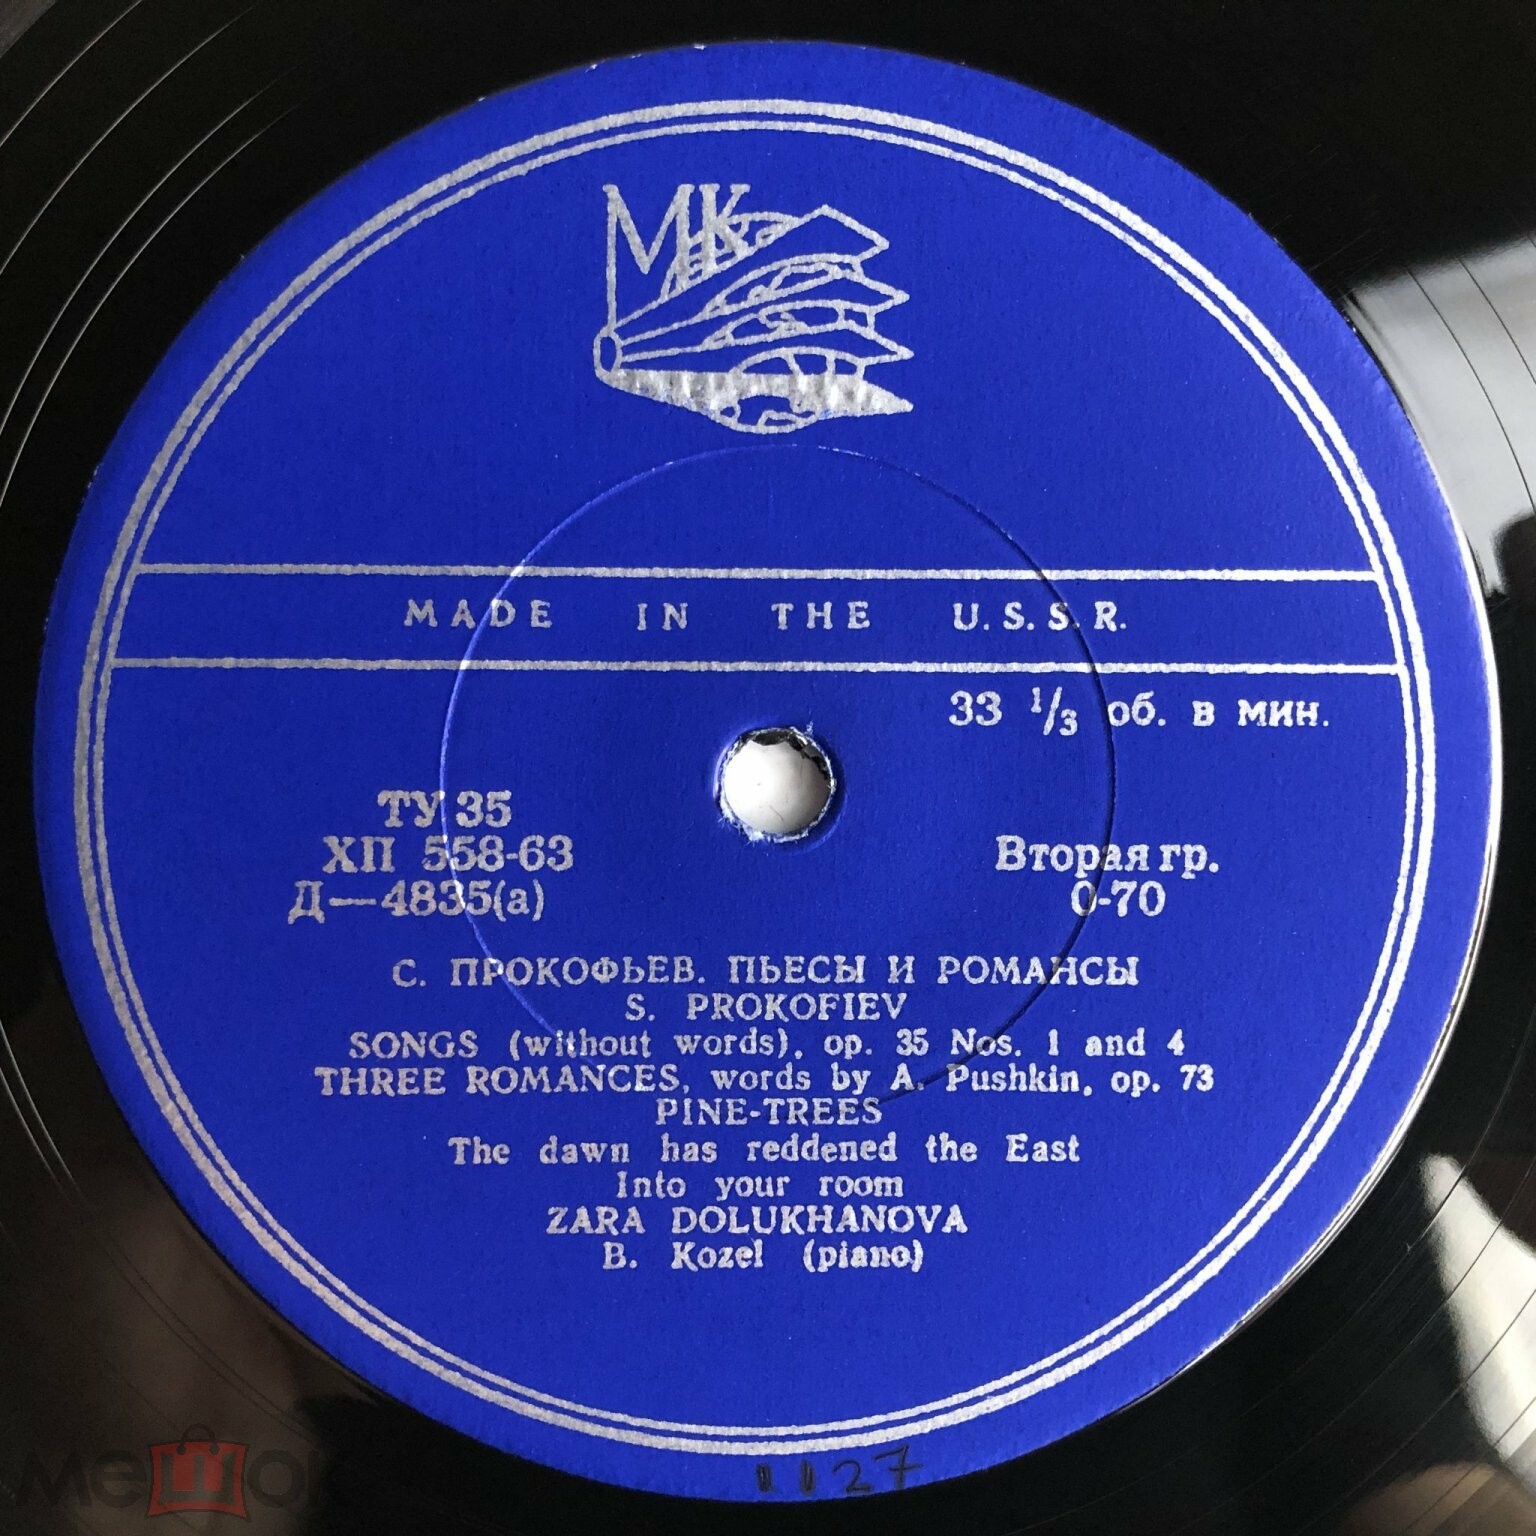 МК
MADE IN THE U.S.S.R.
33 1/3 об. в мин.
ТУ 35
ХП 558-63
Д—4835(а)
Вторая гр.
0-70
С. ПРОКОФЬЕВ. ПЬЕСЫ И РОМАНСЫ
S. PROKOFIEV
SONGS (without words), op. 35 Nos. 1 and 4
THREE ROMANCES, words by A. Pushkin, op. 73
PINE-TREES
The dawn has reddened the East
Into your room
ZARA DOLUKHANOVA
B. Kozel (piano)
1127
мешок